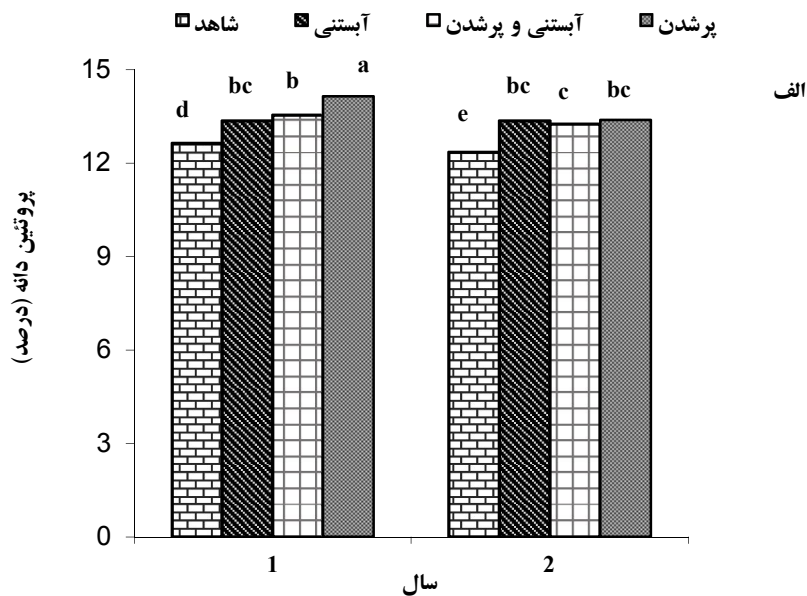 شاهد آبستنی آبستنی و پرشدن پرشدن
الف
پروتئین دانه (درصد)
15
12
9
6
3
0
d bc b a e bc c bc
1 2
سال